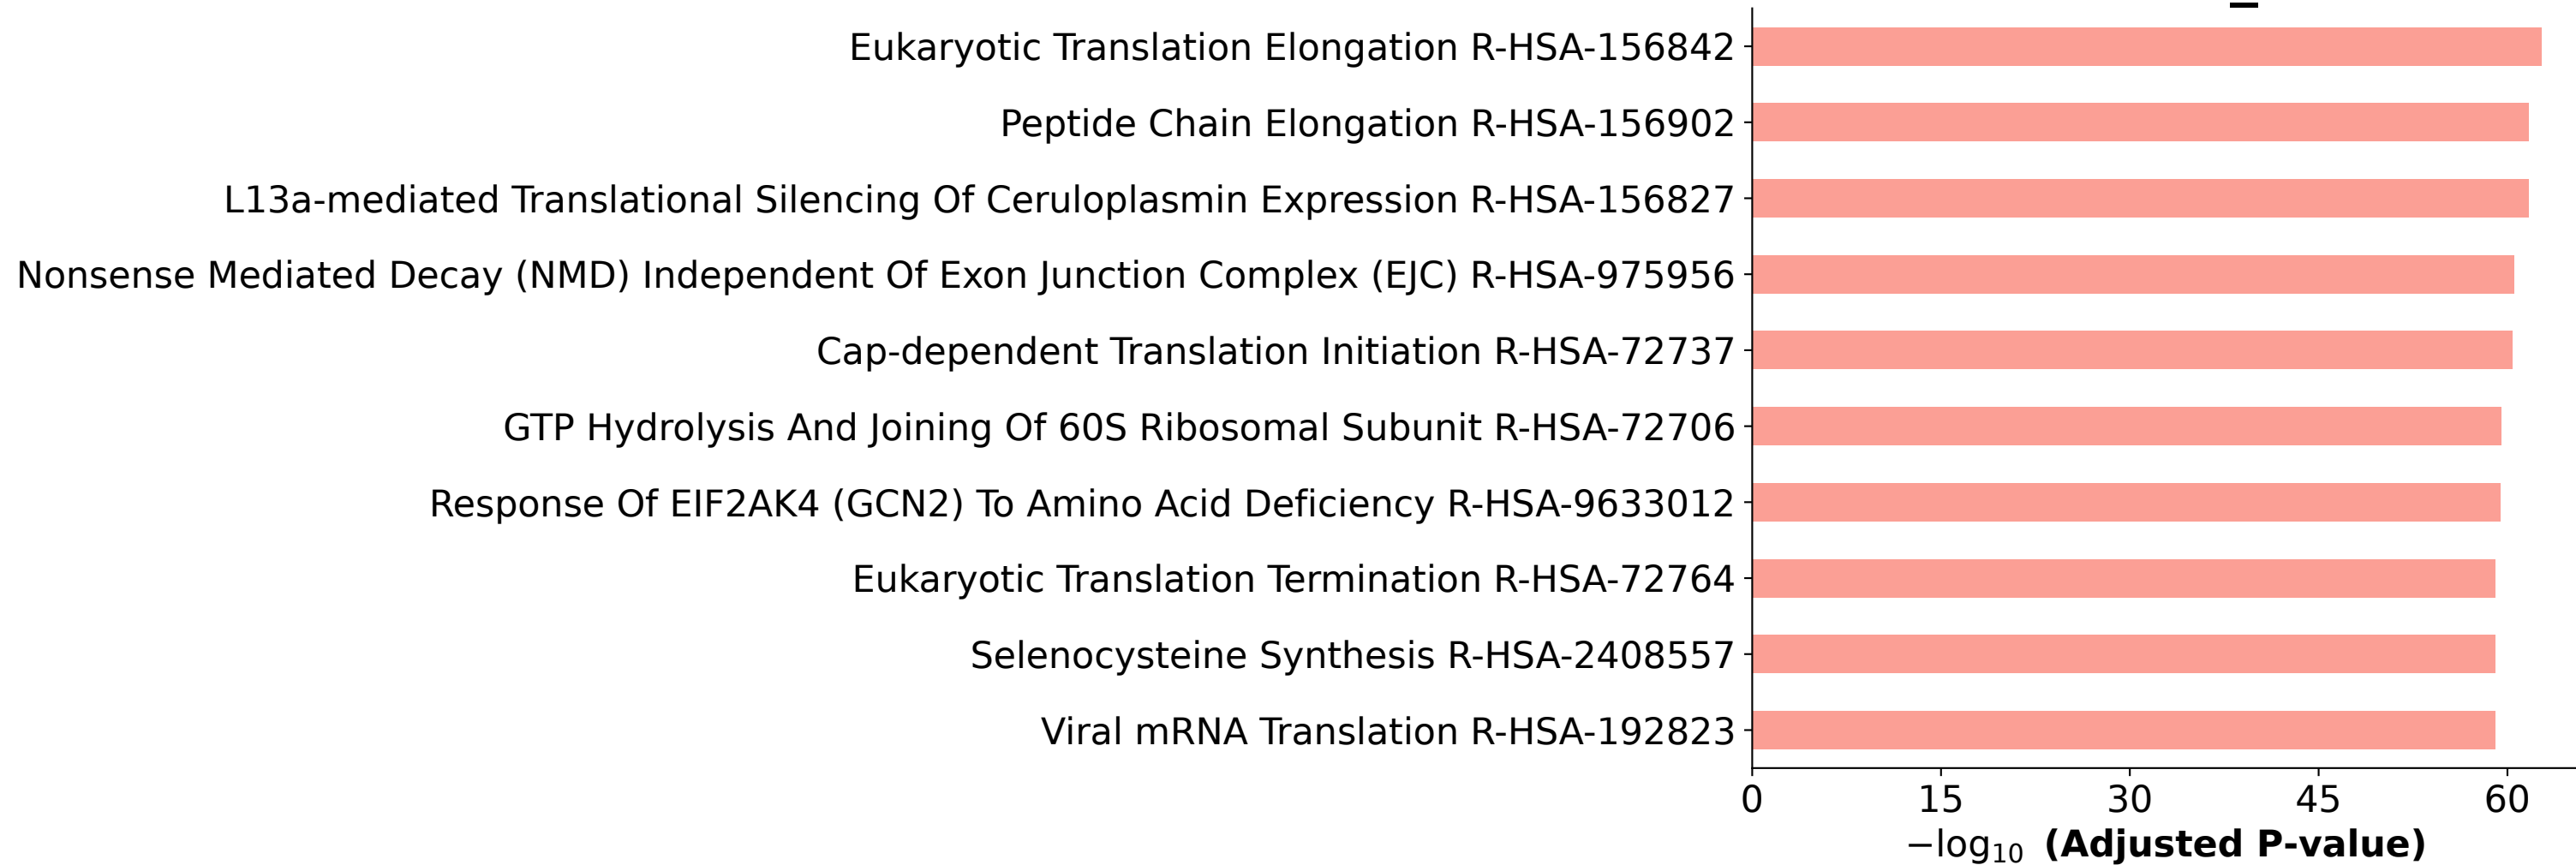 Eukaryotic Translation Elongation R-HSA-156842
Peptide Chain Elongation R-HSA-156902
L13a-mediated Translational Silencing Of Ceruloplasmin Expression R-HSA-156827
Nonsense Mediated Decay (NMD) Independent Of Exon Junction Complex (EJC) R-HSA-975956
Cap-dependent Translation Initiation R-HSA-72737
GTP Hydrolysis And Joining Of 60S Ribosomal Subunit R-HSA-72706
Response Of EIF2AK4 (GCN2) To Amino Acid Deficiency R-HSA-9633012
Eukaryotic Translation Termination R-HSA-72764
Selenocysteine Synthesis R-HSA-2408557
Viral mRNA Translation R-HSA-192823
0 15 30 45 60
−log₁₀ (Adjusted P-value)